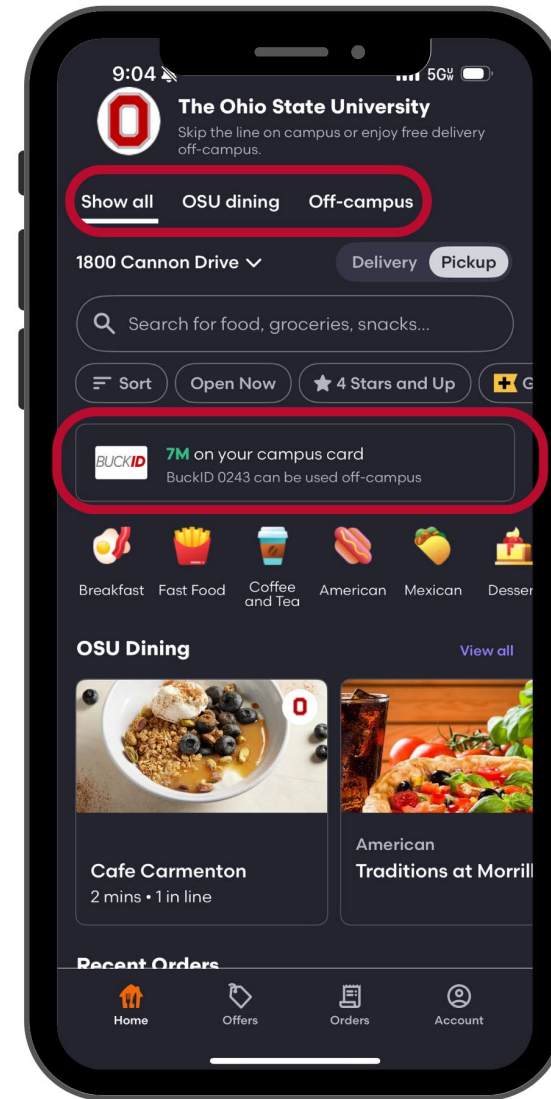 9:04
5GW
The Ohio State University
Skip the line on campus or enjoy free delivery
off-campus.
Show all OSU dining Off-campus
1800 Cannon Drive Delivery Pickup
Search for food, groceries, snacks...
Sort Open Now 4 Stars and Up G
BUCKID
7M on your campus card
BuckID 0243 can be used off-campus
Breakfast Fast Food Coffee and Tea American Mexican Desser
OSU Dining View all
American
Cafe Carmenton Traditions at Morrill
2 mins • 1 in line
Recent Orders
Home Offers Orders Account